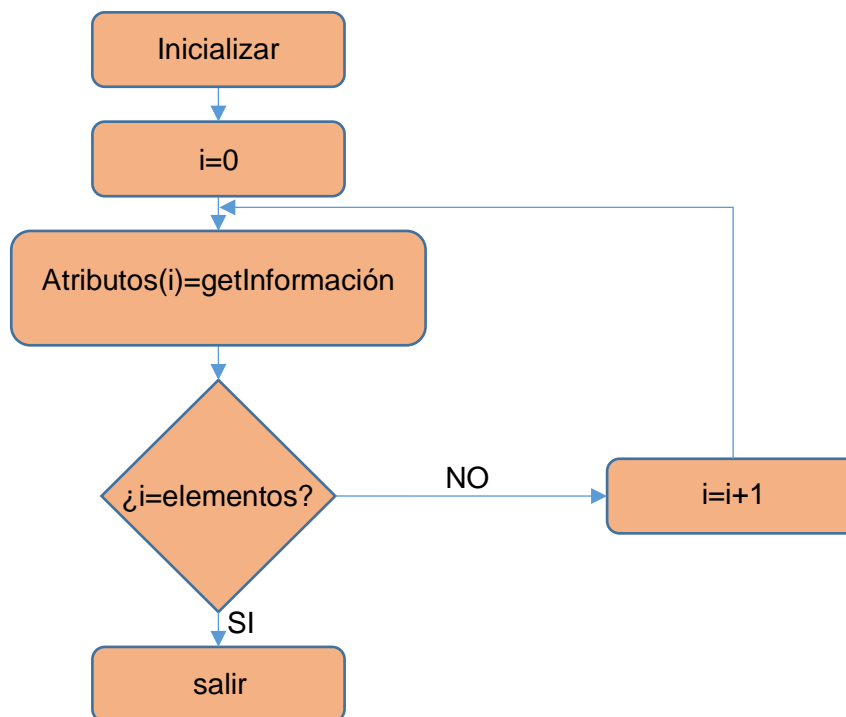 Inicializar
i=0
Atributos(i)=getInformación
¿i=elementos?
NO
i=i+1
SI
salir